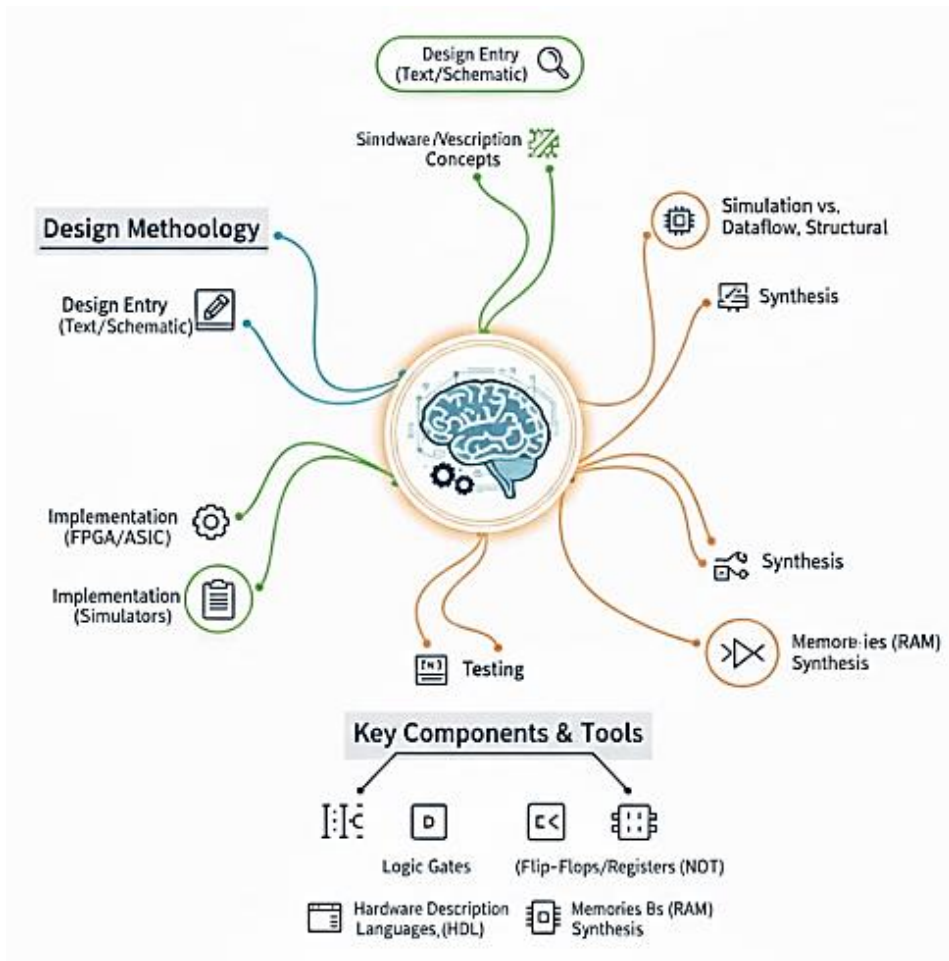 Design Entry
(Text/Schematic)
Simdware/Vescription
Concepts
Design Methoology
Design Entry
(Text/Schematic)
Simulation vs.
Dataflow, Structural
Synthesis
Implementation
(FPGA/ASIC)
Implementation
(Simulators)
Synthesis
Memore·ies (RAM)
Synthesis
Testing
Key Components & Tools
D
Logic Gates
(Flip-Flops/Registers (NOT)
Hardware Description
Languages,(HDL)
Memories Bs (RAM)
Synthesis